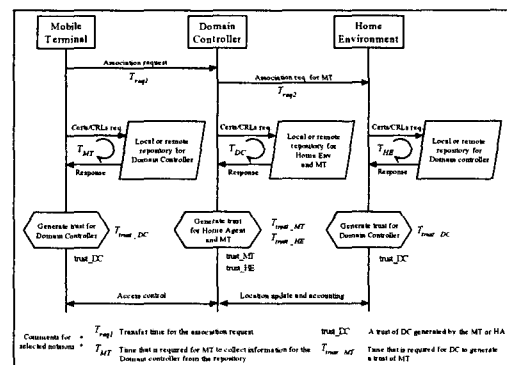 Mobile
Terminal
Domain
Controller
Home
Environment
Association request
T_req1
Association req. for MT
T_req2
Certs/CRLs req.
Local or remote
repository for
Domain Controller
T_MT
Response
Certs/CRLs req.
Local or remote
repository for
Home Env
and MT
T_DC
Response
Certs/CRLs req.
Local or remote
repository for
Domain controller
T_HE
Response
Generate trust for
Domain Controller
T_trust_DC
Generate trust
for Home Agent
and MT
T_trust_MT
T_trust_HE
Generate trust for
Domain Controller
T_trust_DC
trust_DC
trust_MT
trust_HE
trust_DC
Access control
Location update and accounting
Comments for
selected notions
* T_req1 Transfer time for the association request
* T_MT Time that is required for MT to collect information for the
Domain controller from the repository
trust_DC A trust of DC generated by the MT or HA
T_trust_MT Time that is required for DC to generate
a trust of MT